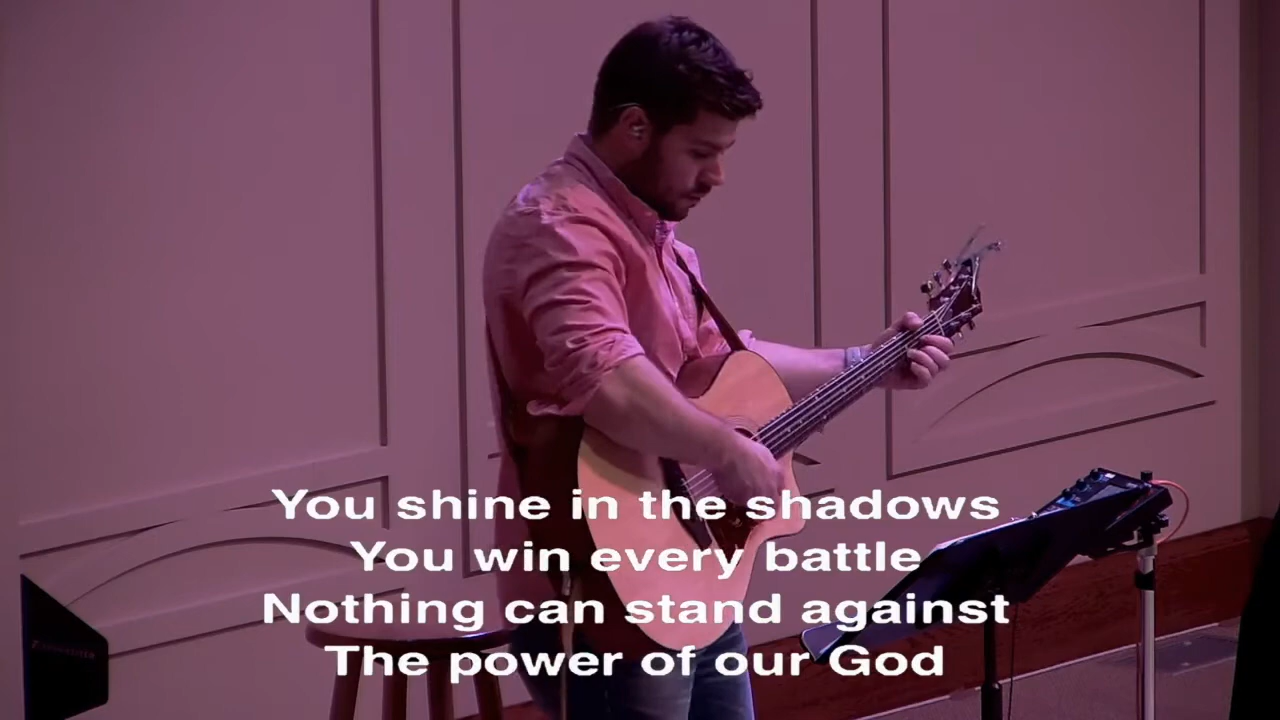 You shine in the shadows
You win every battle
Nothing can stand against
The power of our God